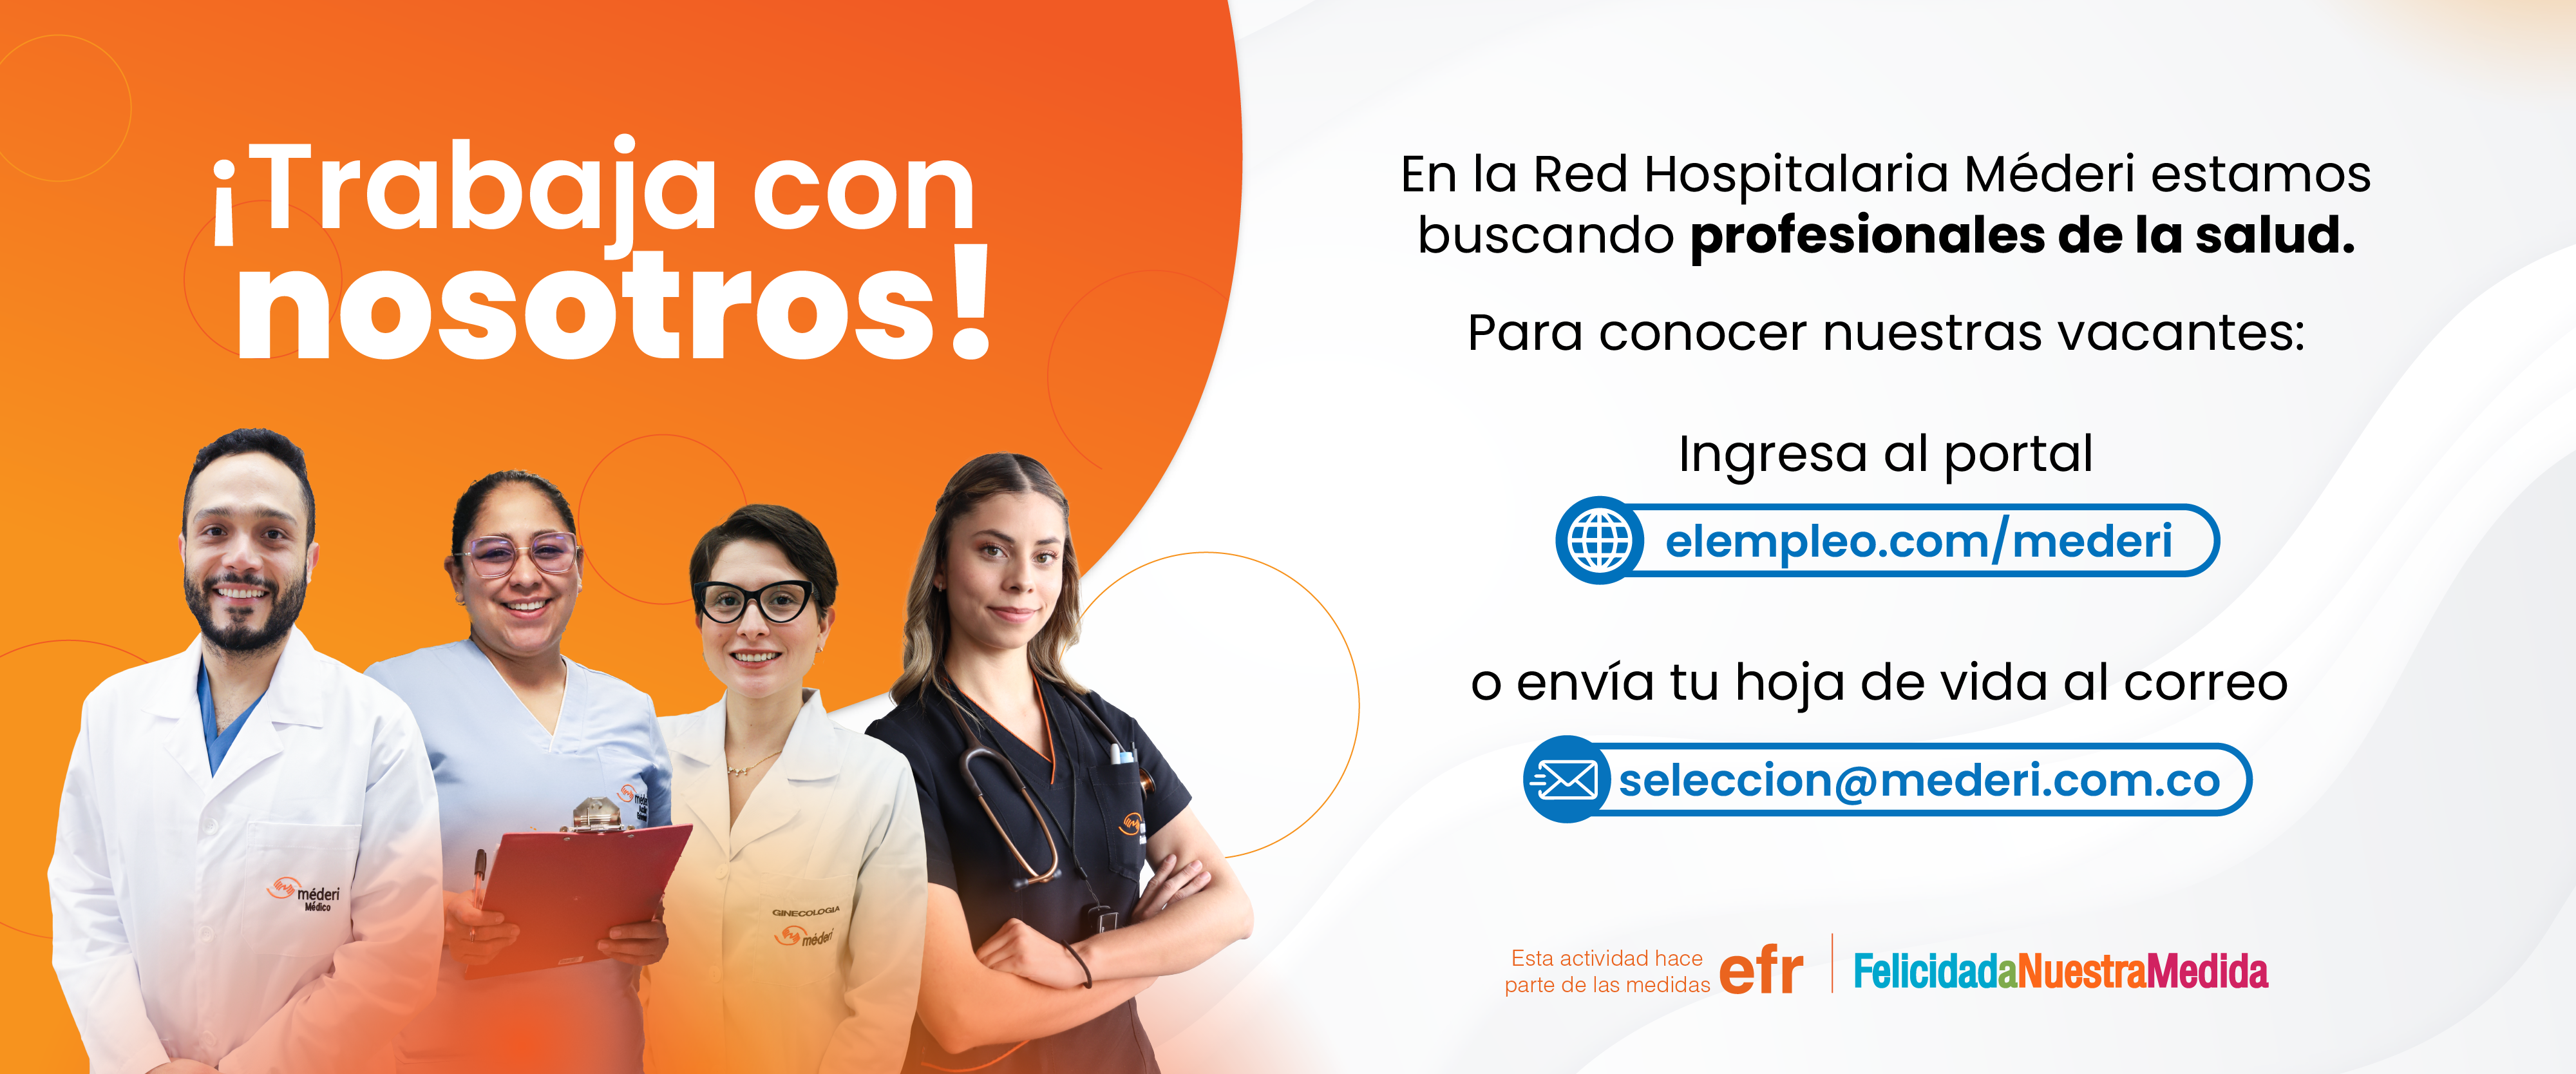 ¡Trabaja con
nosotros!
En la Red Hospitalaria Méderi estamos
buscando profesionales de la salud.
Para conocer nuestras vacantes:
Ingresa al portal
elempleo.com/mederi
o envía tu hoja de vida al correo
seleccion@mederi.com.co
Esta actividad hace
parte de las medidas
efr
FelicidadaNuestraMedida
méderi
Médico
GINECOLOGIA
méderi